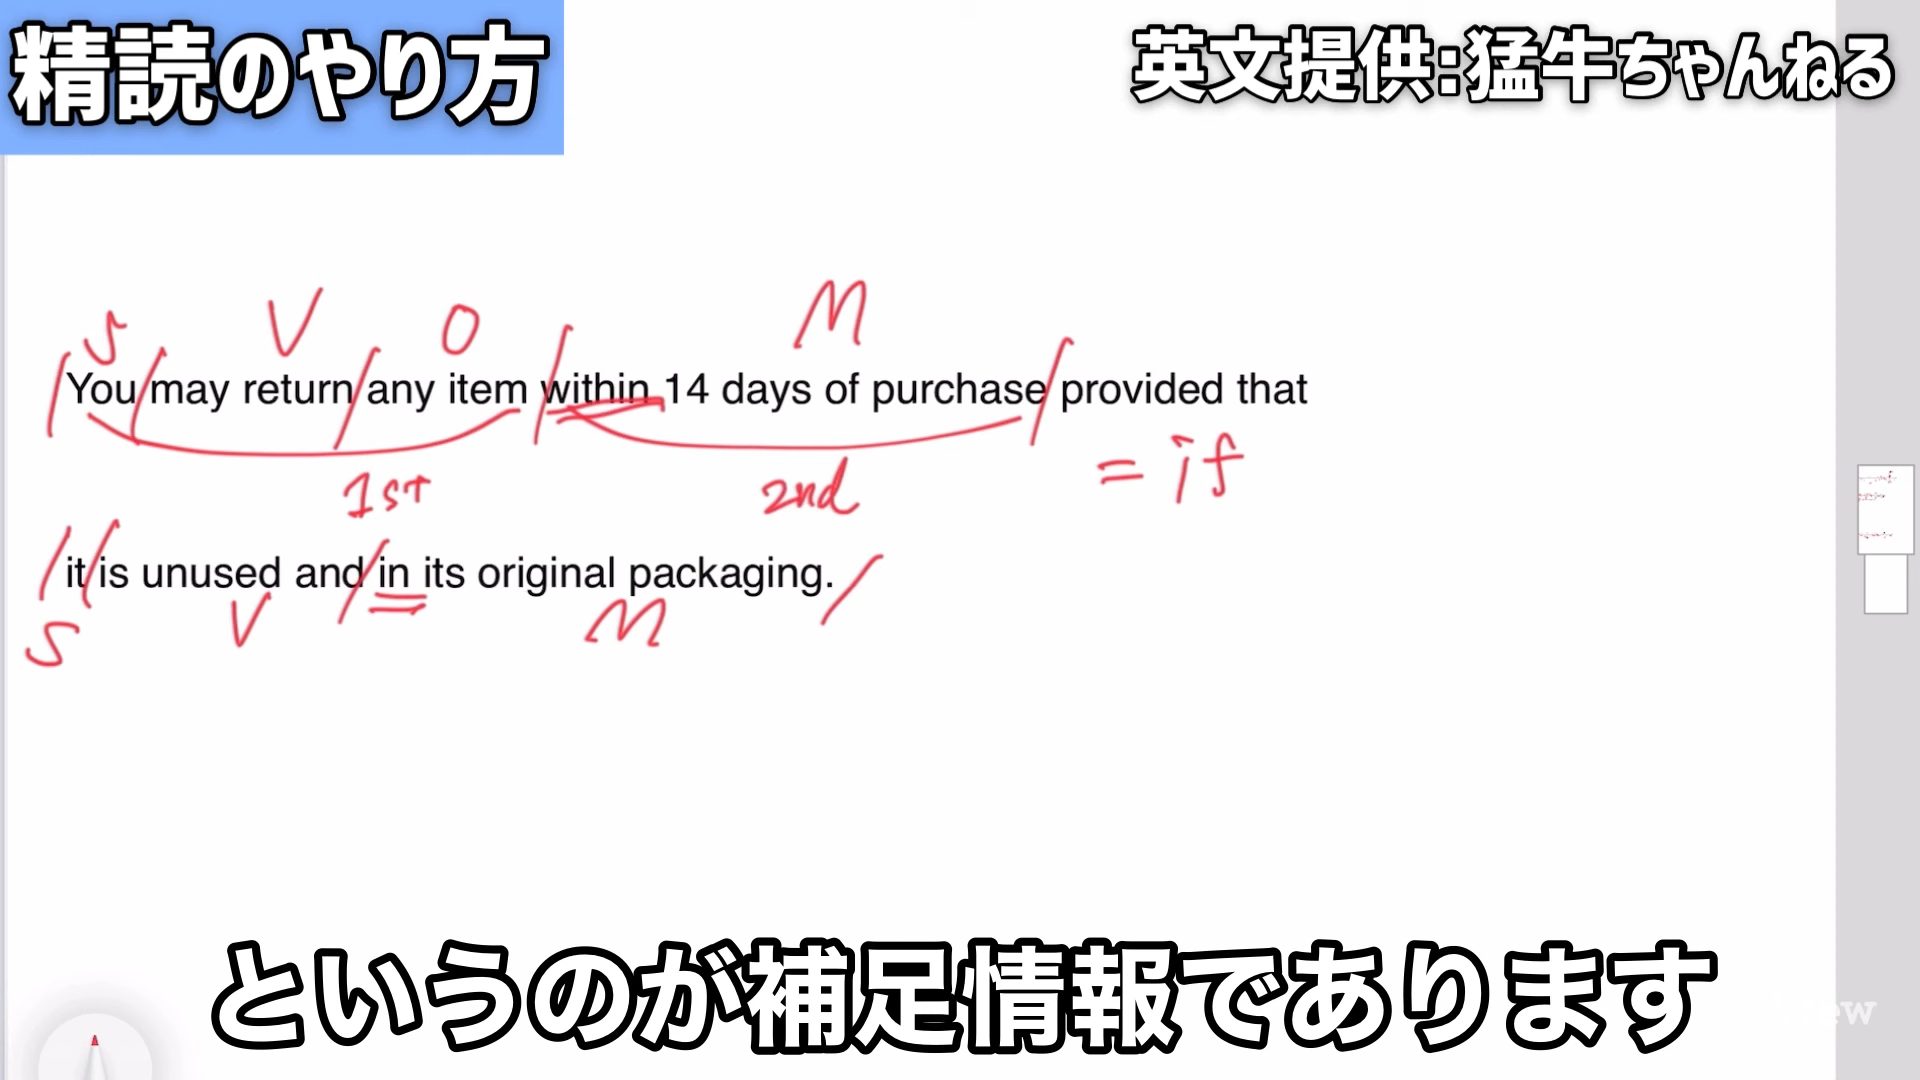 精読のやり方
英文提供:猛牛ちゃんねる
S V O M
You may return any item within 14 days of purchase provided that
1st 2nd = if
it is unused and in its original packaging.
S V M
というのが補足情報であります